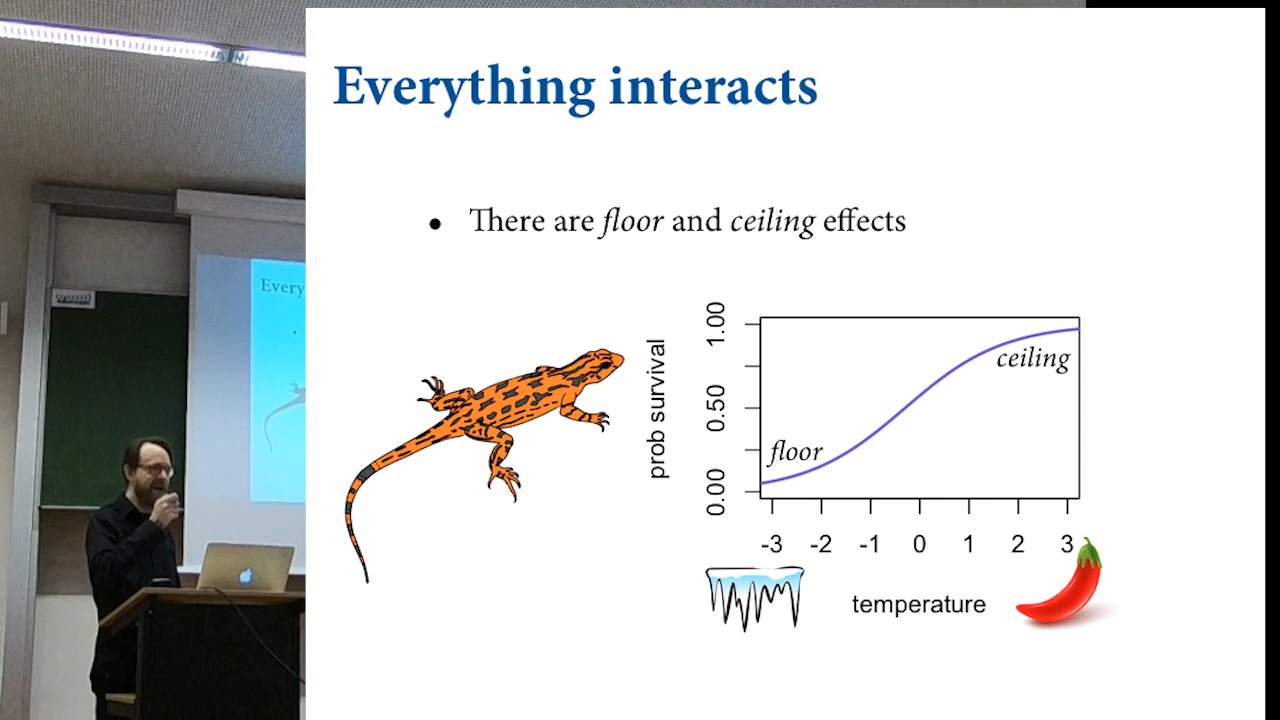 Everything interacts
• There are floor and ceiling effects
1.00
0.50
0.00
prob survival
ceiling
floor
-3 -2 -1 0 1 2 3
temperature
Every